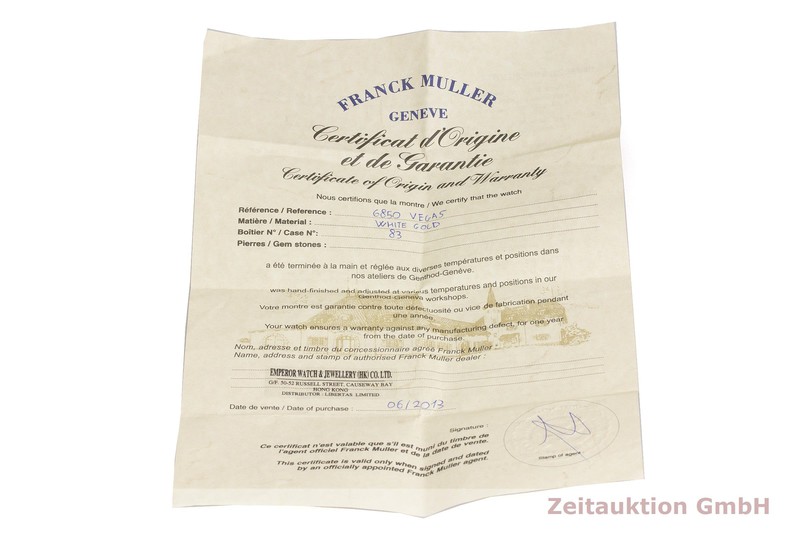 FRANCK MULLER
GENEVE
Certificat d'Origine
et de Garantie
Certificate of Origin and Warranty
Nous certifions que la montre / We certify that the watch
Référence / Reference : 6850 VEGAS
Matière / Material : WHITE GOLD
Boîtier N° / Case N°: 83
Pierres / Gem stones :
a été terminée à la main et réglée aux diverses températures et positions dans
nos ateliers de Genthod-Genève.
was hand-finished and adjusted at various temperatures and positions in our
Genthod-Geneva workshops.
Votre montre est garantie contre toute défectuosité ou vice de fabrication pendant
une année.
Your watch ensures a warranty against any manufacturing defect, for one year
from the date of purchase.
Nom, adresse et timbre du concessionnaire agréé Franck Muller :
Name, address and stamp of authorised Franck Muller dealer :
EMPEROR WATCH & JEWELLERY (HK) CO. LTD.
G/F. 50-52 RUSSELL STREET, CAUSEWAY BAY
HONG KONG
DISTRIBUTOR : LIBERTAS LIMITED
Date de vente / Date of purchase : 06/2013
Signature :
Ce certificat n'est valable que s'il est muni du timbre de
l'agent officiel Franck Muller et de la date de vente.
This certificate is valid only when signed and dated
by an officially appointed Franck Muller agent.
Stamp of agent :
Zeitauktion GmbH